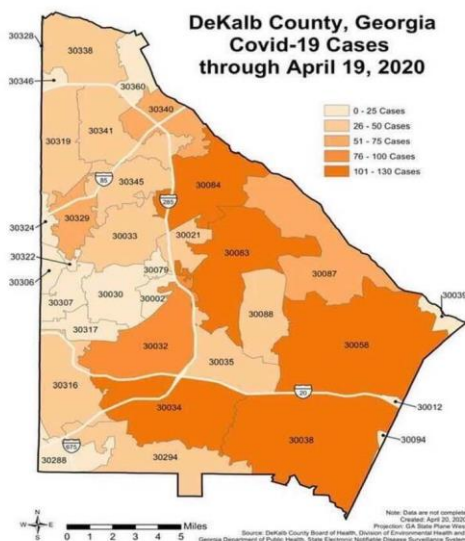 DeKalb County, Georgia
Covid-19 Cases
through April 19, 2020
0 - 25 Cases
26 - 50 Cases
51 - 75 Cases
76 - 100 Cases
101 - 130 Cases
30328
30338
30346
30360
30340
30319
30341
85
30345
30084
285
30324
30329
30033
30021
30322
30083
30306
30079
30087
30307
30030
30002
30039
30317
30088
30032
30058
30035
30316
20
30012
30034
30094
30038
675
30288
30294
N
W
E
S
0 1 2 3 4 5 Miles
Note: Data are not complete
Created: April 20, 2020
Projection: GA State Plane West
Source: DeKalb County Board of Health, Division of Environmental Health and
Georgia Department of Public Health, State Electronic Notifiable Disease Surveillance System